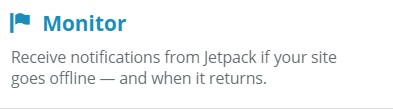 Monitor
Receive notifications from Jetpack if your site
goes offline — and when it returns.